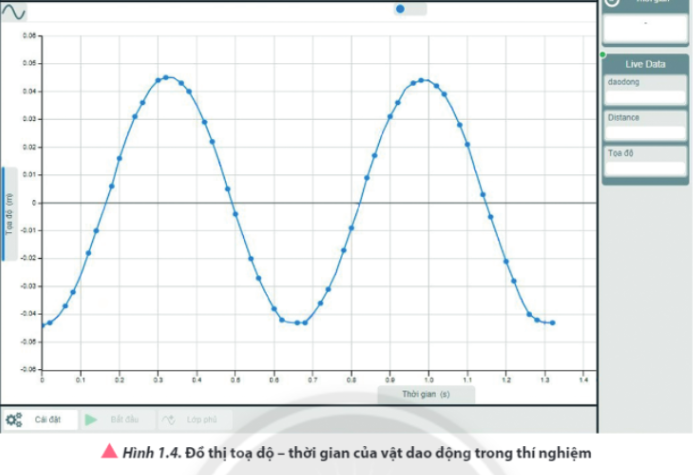 Thời gian
-
Live Data
daodong
Distance
Tọa độ
0.06
0.04
0.03
0.02
0.01
0
-0.01
-0.02
-0.03
-0.04
-0.05
-0.06
0 0.1 0.2 0.3 0.4 0.5 0.6 0.7 0.8 0.9 1.0 1.1 1.2 1.3 1.4
Thời gian (s)
Cài đặt Bắt đầu Lớp phủ
▲ Hình 1.4. Đồ thị toạ độ – thời gian của vật dao động trong thí nghiệm